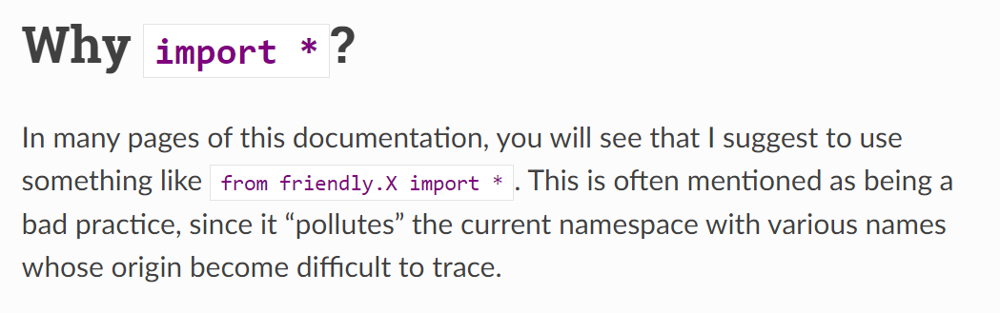 Why import *?
In many pages of this documentation, you will see that I suggest to use
something like from friendly.X import *. This is often mentioned as being a
bad practice, since it “pollutes” the current namespace with various names
whose origin become difficult to trace.